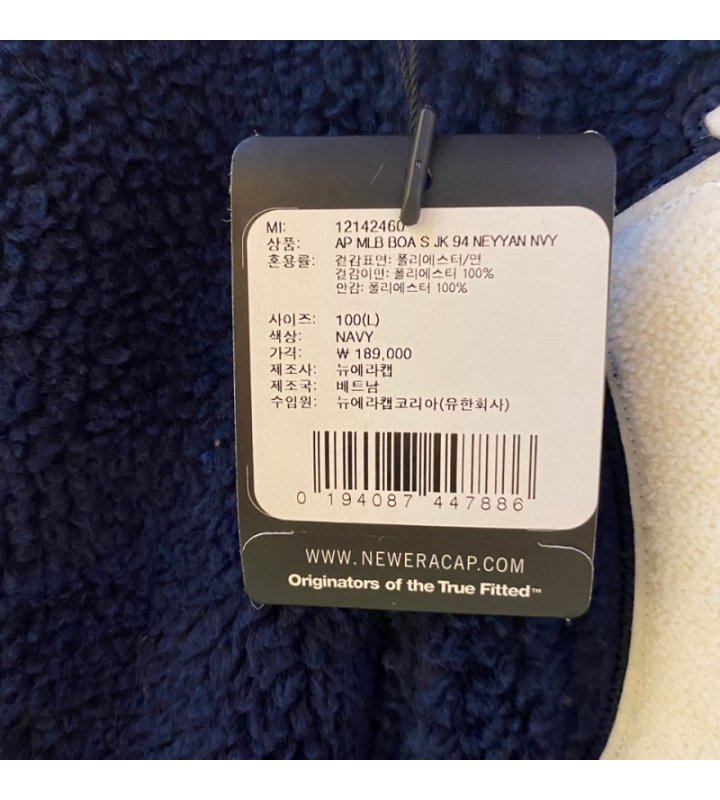 MI: 12142460
상품: AP MLB BOA S JK 94 NEYYAN NVY
혼용률: 겉감표면: 폴리에스터/면
겉감이면: 폴리에스터 100%
안감: 폴리에스터 100%
사이즈: 100(L)
색상: NAVY
가격: ₩ 189,000
제조사: 뉴에라캡
제조국: 베트남
수입원: 뉴에라캡코리아(유한회사)
0 194087 447886
WWW.NEWERACAP.COM
Originators of the True Fitted™